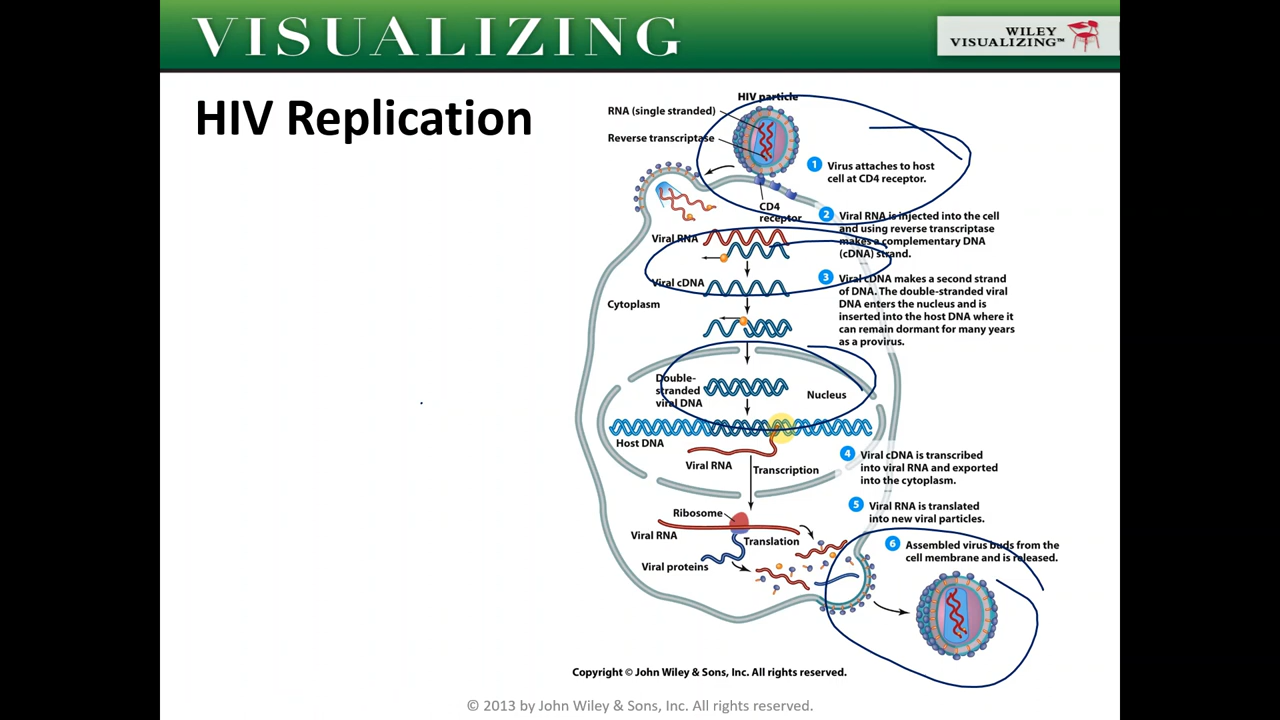 VISUALIZING
WILEY
VISUALIZING™
HIV Replication
HIV particle
RNA (single stranded)
Reverse transcriptase
1 Virus attaches to host
cell at CD4 receptor.
CD4
receptor
2 Viral RNA is injected into the cell
and using reverse transcriptase
makes a complementary DNA
(cDNA) strand.
Viral RNA
Viral cDNA
3 Viral cDNA makes a second strand
of DNA. The double-stranded viral
DNA enters the nucleus and is
inserted into the host DNA where it
can remain dormant for many years
as a provirus.
Cytoplasm
Double-
stranded
viral DNA
Nucleus
Host DNA
Viral RNA
Transcription
4 Viral cDNA is transcribed
into viral RNA and exported
into the cytoplasm.
5 Viral RNA is translated
into new viral particles.
Ribosome
Viral RNA
Translation
Viral proteins
6 Assembled virus buds from the
cell membrane and is released.
Copyright © John Wiley & Sons, Inc. All rights reserved.
© 2013 by John Wiley & Sons, Inc. All rights reserved.